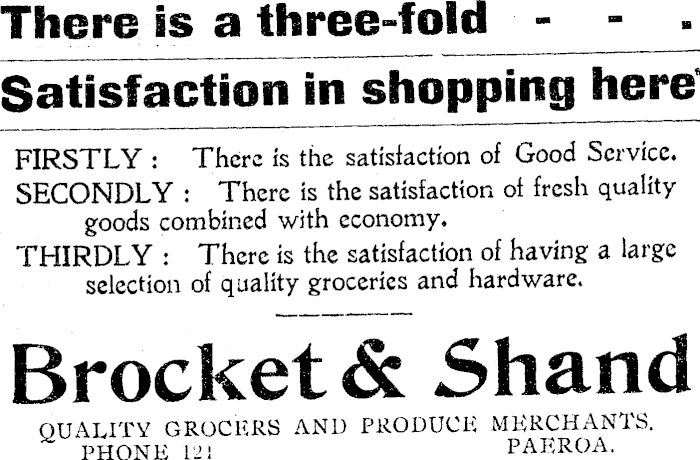 There is a three-fold - - .
Satisfaction in shopping here
FIRSTLY : There is the satisfaction of Good Service.
SECONDLY : There is the satisfaction of fresh quality
goods combined with economy.
THIRDLY : There is the satisfaction of having a large
selection of quality groceries and hardware.
Brocket & Shand
QUALITY GROCERS AND PRODUCE MERCHANTS.
PHONE 121 PAEROA.